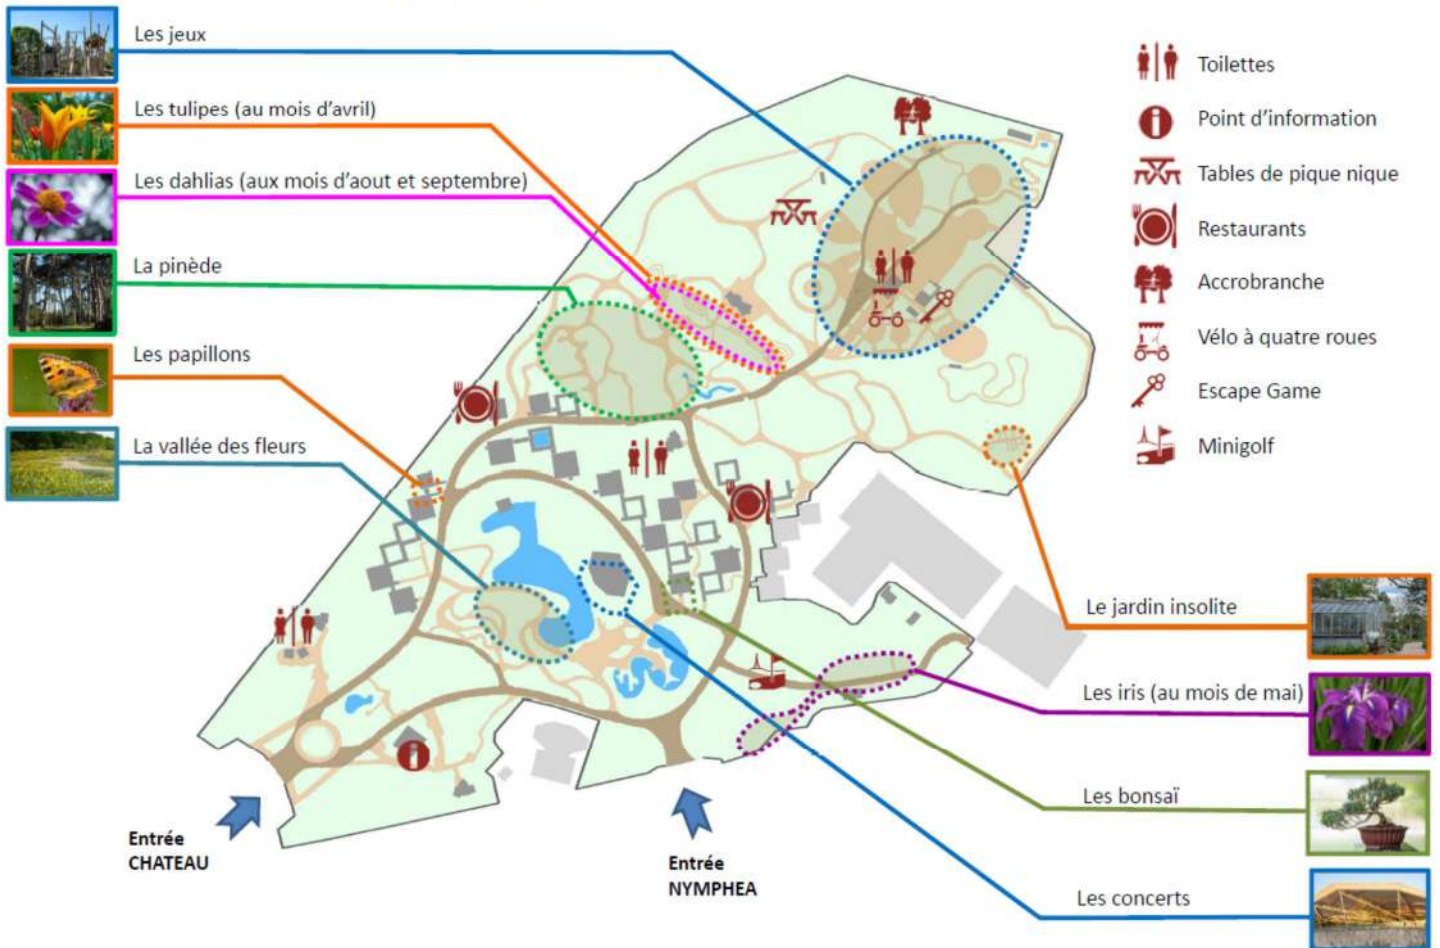 Les jeux
Les tulipes (au mois d'avril)
Les dahlias (aux mois d'aout et septembre)
La pinède
Les papillons
La vallée des fleurs
Toilettes
Point d'information
Tables de pique nique
Restaurants
Accrobranche
Vélo à quatre roues
Escape Game
Minigolf
Le jardin insolite
Les iris (au mois de mai)
Les bonsaï
Les concerts
Entrée
CHATEAU
Entrée
NYMPHEA